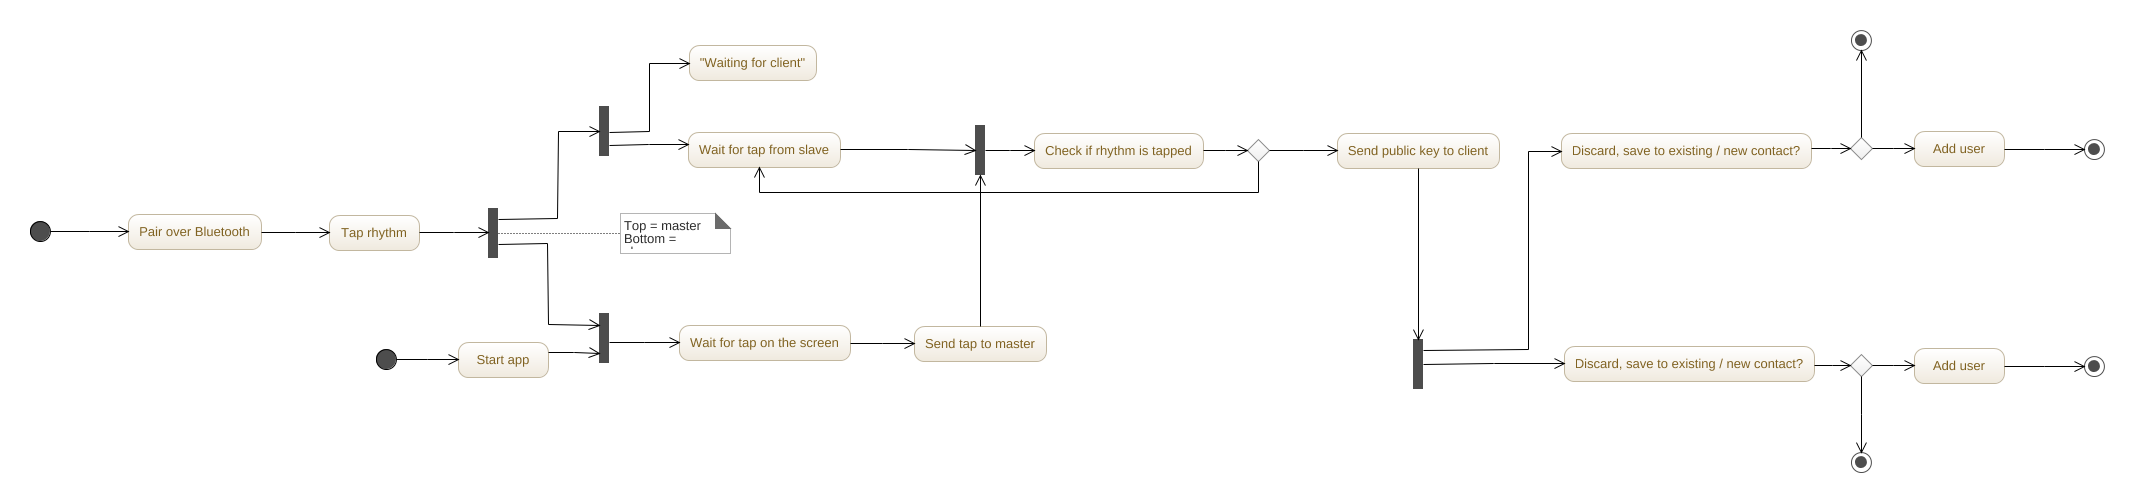 "Waiting for client"
Wait for tap from slave
Check if rhythm is tapped
Send public key to client
Discard, save to existing / new contact?
Add user
Pair over Bluetooth
Tap rhythm
Top = master
Bottom =
Start app
Wait for tap on the screen
Send tap to master
Discard, save to existing / new contact?
Add user